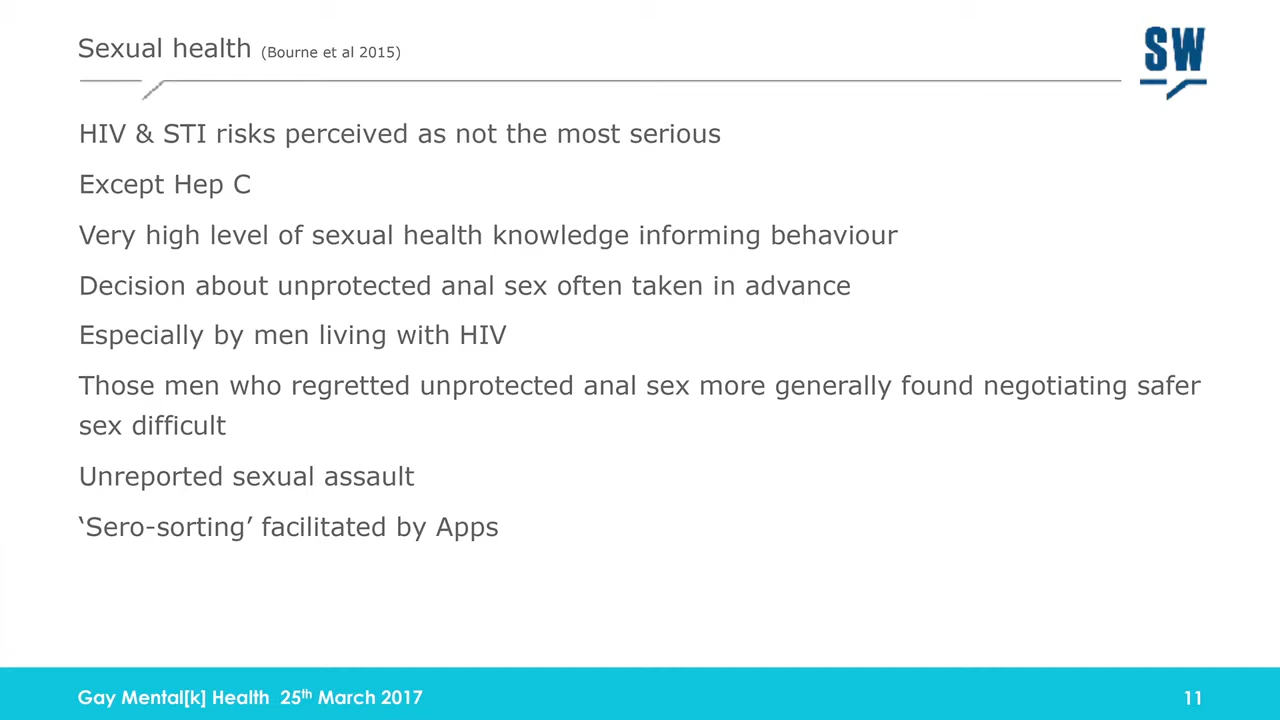 Sexual health (Bourne et al 2015)
SW
HIV & STI risks perceived as not the most serious
Except Hep C
Very high level of sexual health knowledge informing behaviour
Decision about unprotected anal sex often taken in advance
Especially by men living with HIV
Those men who regretted unprotected anal sex more generally found negotiating safer
sex difficult
Unreported sexual assault
‘Sero-sorting’ facilitated by Apps
Gay Mental[k] Health 25th March 2017
11